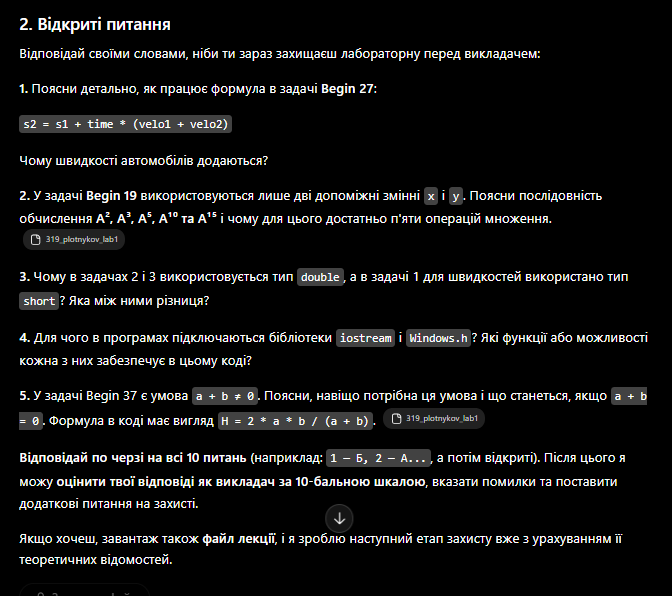 2. Відкриті питання
Відповідай своїми словами, ніби ти зараз захищаєш лабораторну перед викладачем:
1. Поясни детально, як працює формула в задачі Begin 27:
s2 = s1 + time * (velo1 + velo2)
Чому швидкості автомобілів додаються?
2. У задачі Begin 19 використовуються лише дві допоміжні змінні x і y. Поясни послідовність
обчислення A², A³, A⁵, A¹⁰ та A¹⁵ і чому для цього достатньо п'яти операцій множення.
319_plotnykov_lab1
3. Чому в задачах 2 і 3 використовується тип double, а в задачі 1 для швидкостей використано тип
short? Яка між ними різниця?
4. Для чого в програмах підключаються бібліотеки iostream і Windows.h? Які функції або можливості
кожна з них забезпечує в цьому коді?
5. У задачі Begin 37 є умова a + b ≠ 0. Поясни, навіщо потрібна ця умова і що станеться, якщо a + b
= 0. Формула в коді має вигляд H = 2 * a * b / (a + b). 319_plotnykov_lab1
Відповідай по черзі на всі 10 питань (наприклад: 1 — Б, 2 — А..., а потім відкриті). Після цього я
можу оцінити твої відповіді як викладач за 10-бальною шкалою, вказати помилки та поставити
додаткові питання на захисті.
Якщо хочеш, завантаж також файл лекції, і я зроблю наступний етап захисту вже з урахуванням її
теоретичних відомостей.